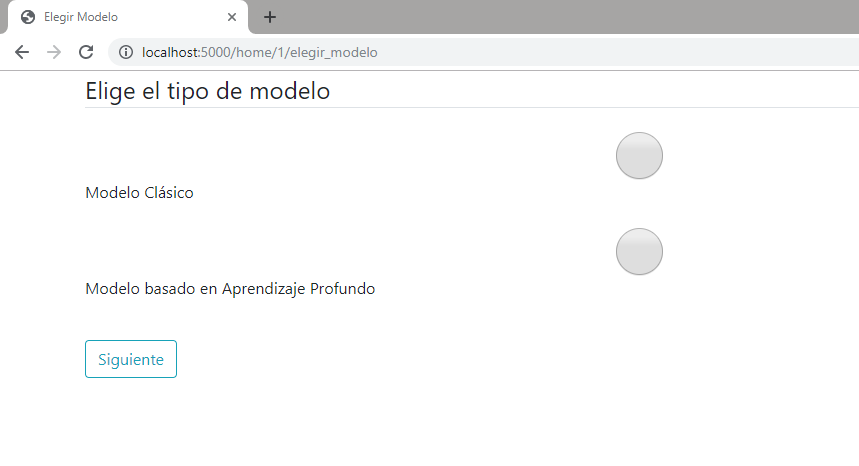 Elegir Modelo
localhost:5000/home/1/elegir_modelo
Elige el tipo de modelo
Modelo Clásico
Modelo basado en Aprendizaje Profundo
Siguiente